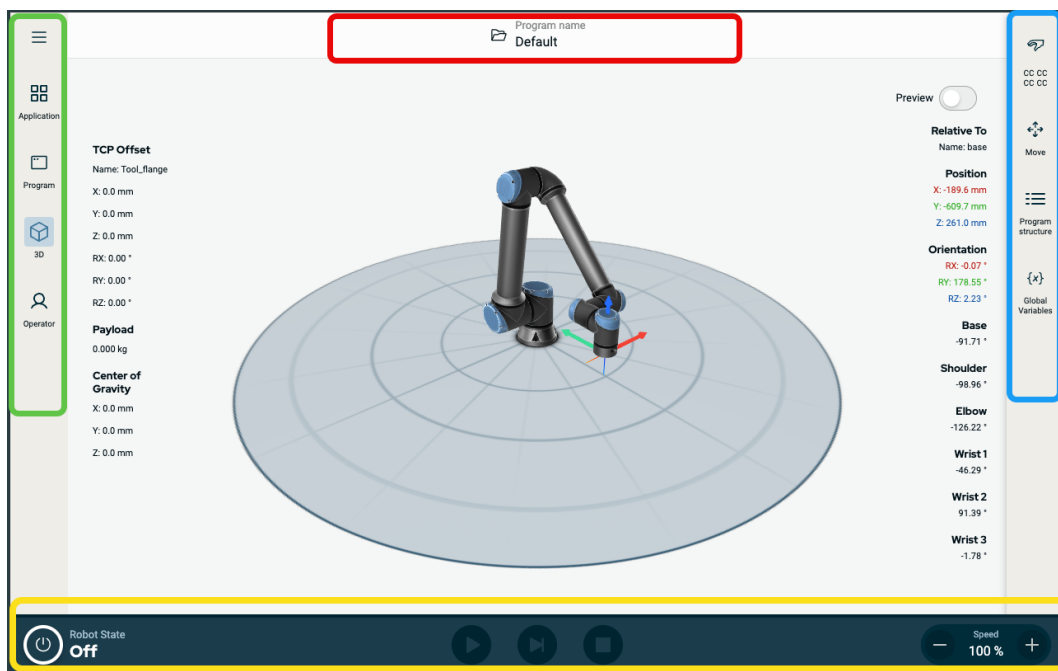 Program name
Default
Application
Program
3D
Operator
TCP Offset
Name: Tool_flange
X: 0.0 mm
Y: 0.0 mm
Z: 0.0 mm
RX: 0.00 °
RY: 0.00 °
RZ: 0.00 °
Payload
0.000 kg
Center of
Gravity
X: 0.0 mm
Y: 0.0 mm
Z: 0.0 mm
Preview
Relative To
Name: base
Position
X: -189.6 mm
Y: -609.7 mm
Z: 261.0 mm
Orientation
RX: -0.07 °
RY: 178.55 °
RZ: 2.23 °
Base
-91.71 °
Shoulder
-98.96 °
Elbow
-126.22 °
Wrist 1
-46.29 °
Wrist 2
91.39 °
Wrist 3
-1.78 °
CC CC
CC CC
Move
Program
structure
{x}
Global
Variables
Robot State
Off
Speed
100 %